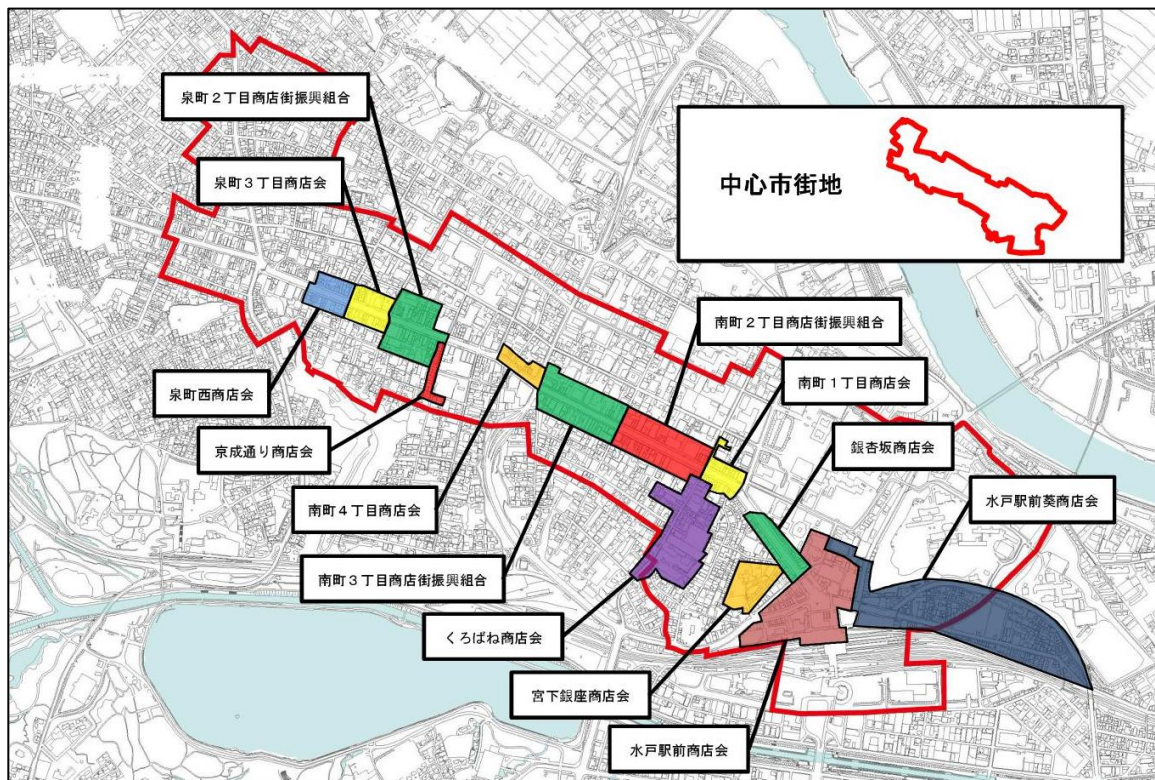 泉町２丁目商店街振興組合
泉町３丁目商店会
中心市街地
南町２丁目商店街振興組合
南町１丁目商店会
泉町西商店会
京成通り商店会
銀杏坂商店会
南町４丁目商店会
水戸駅前葵商店会
南町３丁目商店街振興組合
くろばね商店会
宮下銀座商店会
水戸駅前商店会